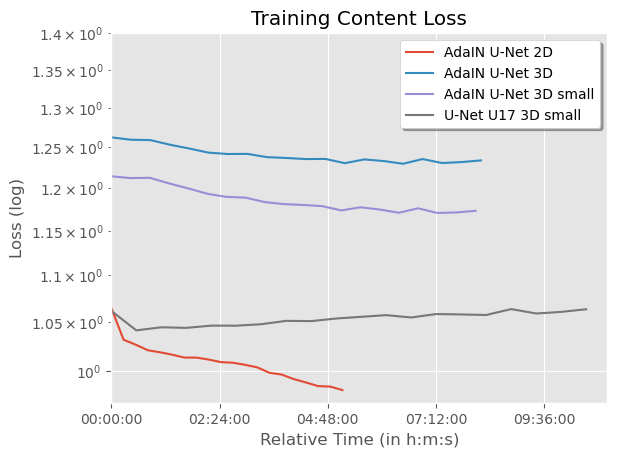 Training Content Loss
AdaIN U-Net 2D
AdaIN U-Net 3D
AdaIN U-Net 3D small
U-Net U17 3D small
Loss (log)
1.4 × 10⁰
1.35 × 10⁰
1.3 × 10⁰
1.25 × 10⁰
1.2 × 10⁰
1.15 × 10⁰
1.1 × 10⁰
1.05 × 10⁰
10⁰
00:00:00 02:24:00 04:48:00 07:12:00 09:36:00
Relative Time (in h:m:s)